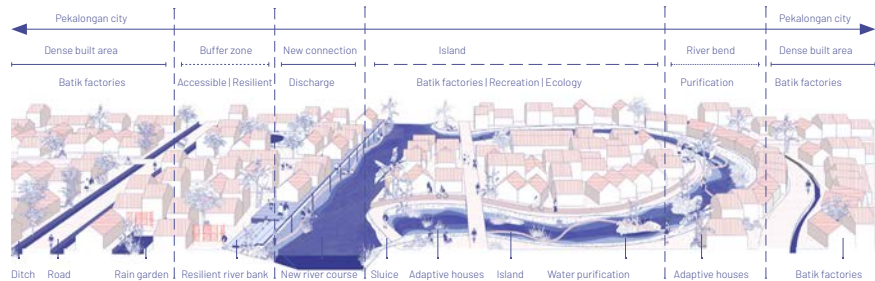 Pekalongan city
Pekalongan city
Dense built area
Buffer zone
New connection
Island
River bend
Dense built area
Batik factories
Accessible | Resilient
Discharge
Batik factories | Recreation | Ecology
Purification
Batik factories
Ditch
Road
Rain garden
Resilient river bank
New river course
Sluice
Adaptive houses
Island
Water purification
Adaptive houses
Batik factories